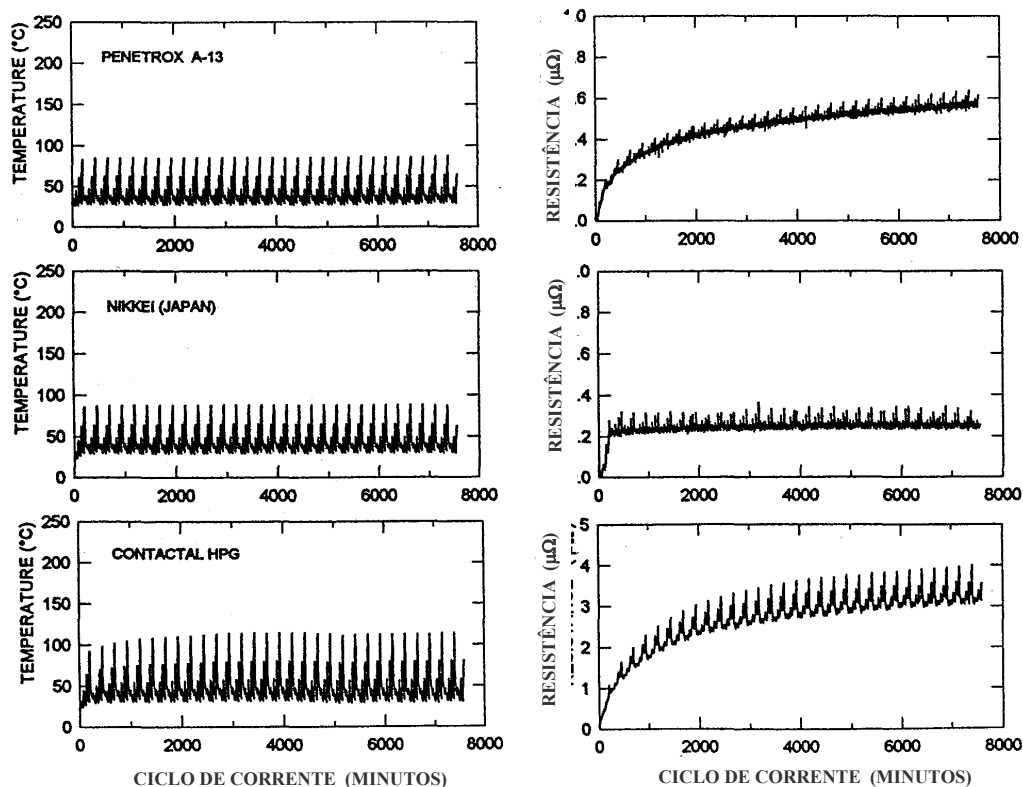 TEMPERATURE (°C)
250
200
150
100
50
0
PENETROX A-13
0 2000 4000 6000 8000
RESISTÊNCIA (μΩ)
.0
.8
.6
.4
.2
.0
0 2000 4000 6000 8000
TEMPERATURE (°C)
250
200
150
100
50
0
NIKKEI (JAPAN)
0 2000 4000 6000 8000
RESISTÊNCIA (μΩ)
.0
.8
.6
.4
.2
.0
0 2000 4000 6000 8000
TEMPERATURE (°C)
250
200
150
100
50
0
CONTACTAL HPG
0 2000 4000 6000 8000
CICLO DE CORRENTE (MINUTOS)
RESISTÊNCIA (μΩ)
5
4
3
2
1
0
0 2000 4000 6000 8000
CICLO DE CORRENTE (MINUTOS)